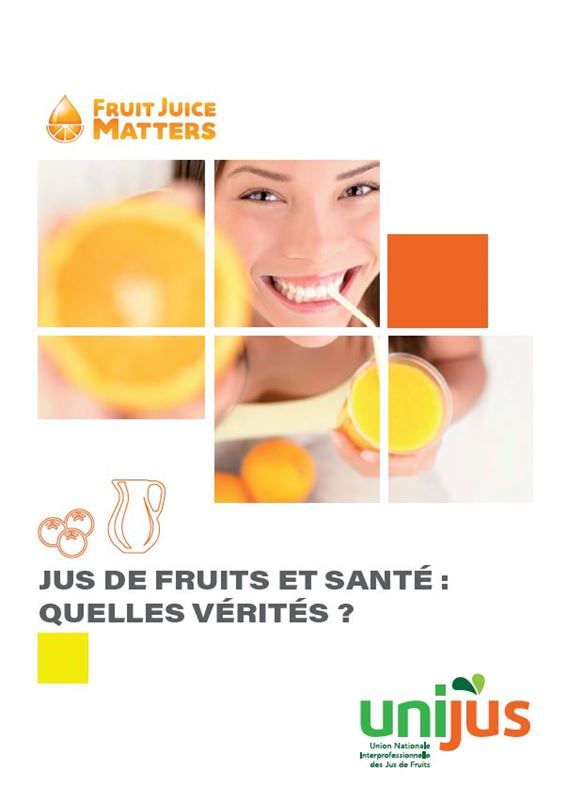 FRUIT JUICE
MATTERS
JUS DE FRUITS ET SANTÉ :
QUELLES VÉRITÉS ?
unijus
Union Nationale
Interprofessionnelle
des Jus de Fruits